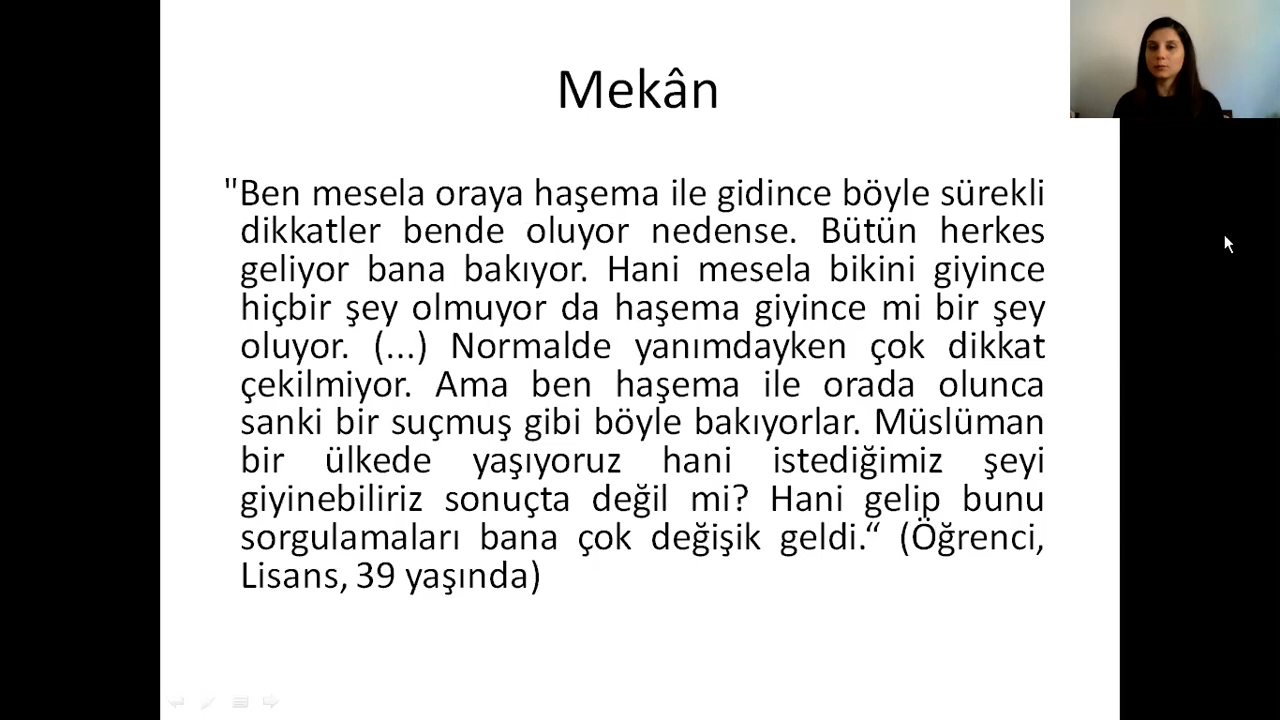 Mekân
"Ben mesela oraya haşema ile gidince böyle sürekli
dikkatler bende oluyor nedense. Bütün herkes
geliyor bana bakıyor. Hani mesela bikini giyince
hiçbir şey olmuyor da haşema giyince mi bir şey
oluyor. (...) Normalde yanımdayken çok dikkat
çekilmiyor. Ama ben haşema ile orada olunca
sanki bir suçmuş gibi böyle bakıyorlar. Müslüman
bir ülkede yaşıyoruz hani istediğimiz şeyi
giyinebiliriz sonuçta değil mi? Hani gelip bunu
sorgulamaları bana çok değişik geldi.“ (Öğrenci,
Lisans, 39 yaşında)